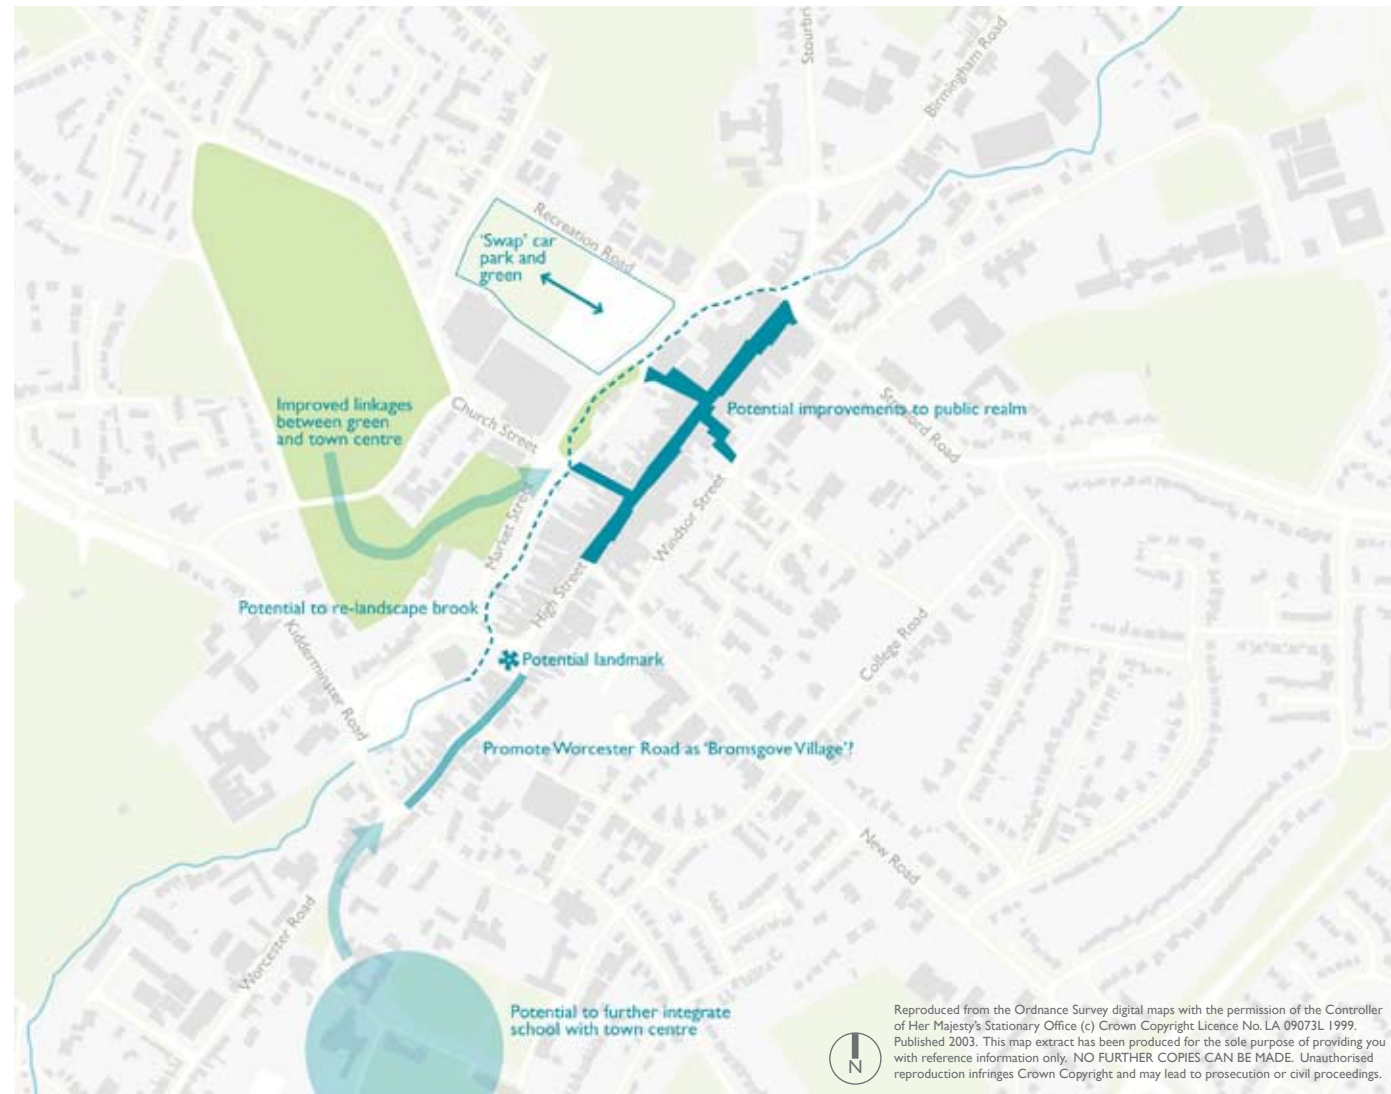 Stourbri
Birmingham Road
Recreation Road
'Swap' car
park and
green
Improved linkages
between green
and town centre
Church Street
Potential improvements to public realm
Stratford Road
Market Street
Windsor Street
High Street
Potential to re-landscape brook
Kidderminster Road
College Road
Potential landmark
Promote Worcester Road as 'Bromsgove Village'?
New Road
Worcester Road
Potential to further integrate
school with town centre
N
Reproduced from the Ordnance Survey digital maps with the permission of the Controller
of Her Majesty's Stationary Office (c) Crown Copyright Licence No. LA 09073L 1999.
Published 2003. This map extract has been produced for the sole purpose of providing you
with reference information only. NO FURTHER COPIES CAN BE MADE. Unauthorised
reproduction infringes Crown Copyright and may lead to prosecution or civil proceedings.